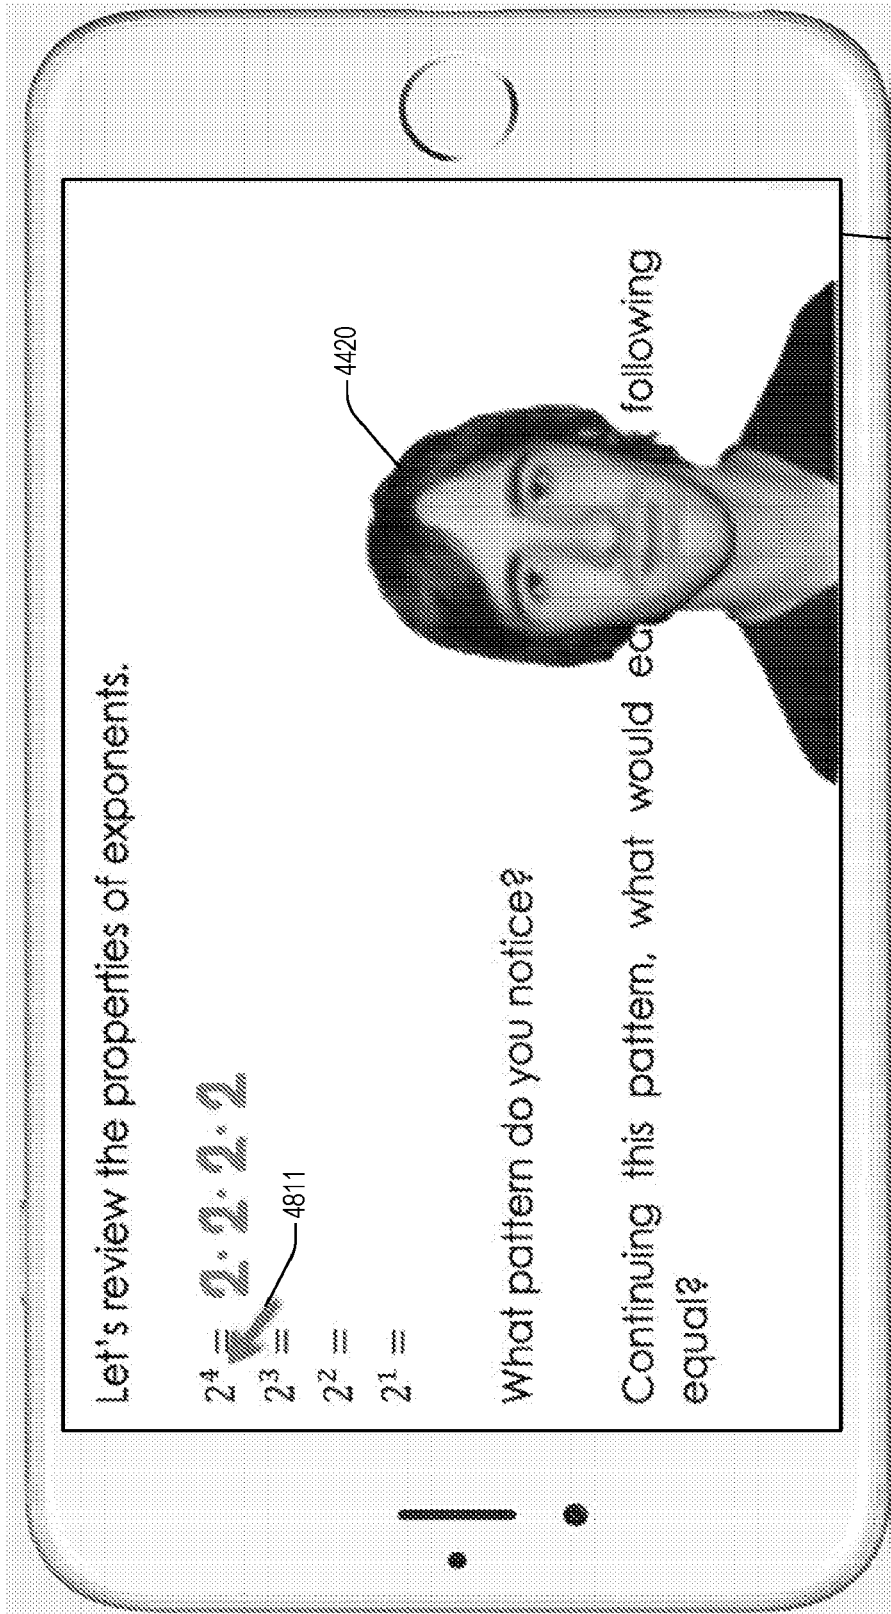 Let's review the properties of exponents.
2⁴ = 2 · 2 · 2 · 2
2³ =
2² =
2¹ =
What pattern do you notice?
Continuing this pattern, what would following
equal?
4811
4420